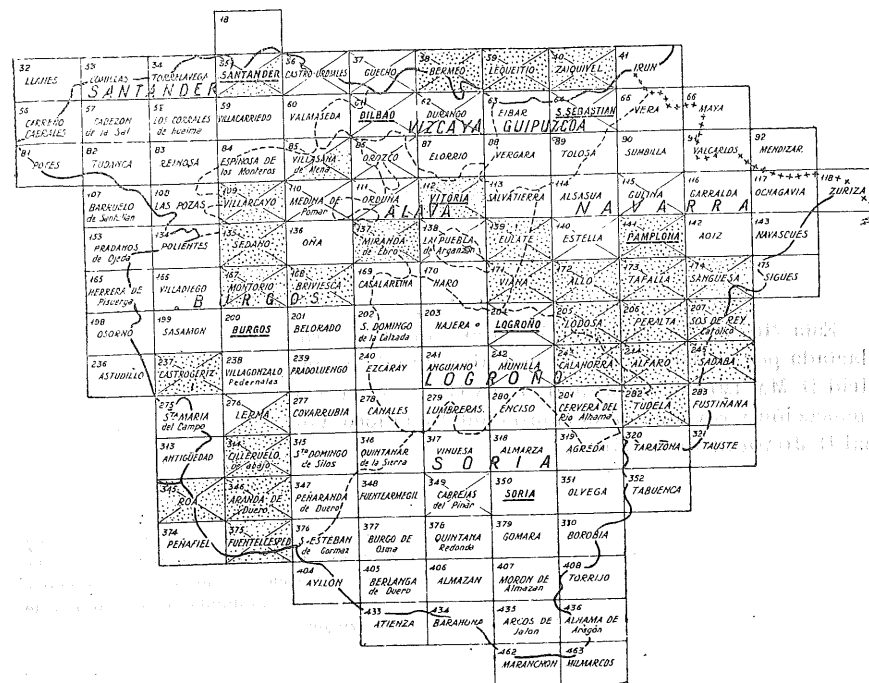 18
32 33 34 35 36 37 38 39 40 41
LLANES COMILLAS TORRELAVEGA SANTANDER CASTRO-URDIALES GUECHO BERMEO LEQUEITIO ZAIQUIVEL IRUN
SANTANDER
56 57 58 59 60 61 62 63 64 65 66
CARREÑO CABRALES CABEZON de la Sal LOS CORRALES de buelna VILLACARRIEDO VALMASEDA BILBAO DURANGO EIBAR S.SEBASTIAN VERA MAYA
VIZCAYA GUIPUZCOA
81 82 83 84 85 86 87 88 89 90 91 92
POTES TUDANCA REINOSA ESPINOSA DE los Monteros VILLASANA de Mena OROZCO ELORRIO VERGARA TOLOSA SUMBILLA VALCARLOS MENDIZAR.
107 108 109 110 111 112 113 114 115 116 117 118
BARRUELO de Santullan LAS POZAS VILLARCAYO MEDINA DE Pomar ORDUÑA VITORIA SALVATIERRA ALSASUA GULINA GARRALDA OCHAGAVIA ZURIZA
ALAVA NAVARRA
133 134 135 136 137 138 139 140 141 142 143
PRADANOS de Ojeda POLIENTES SEDANO OÑA MIRANDA de Ebro LA PUEBLA de Arganzon EULATE ESTELLA PAMPLONA AOIZ NAVASCUES
165 166 167 168 169 170 171 172 173 174 175
HERRERA DE Pisuerga VILLADIEGO MONTORIO BRIVIESCA CASALAREINA HARO VIANA ALLO TAFALLA SANGUESA SIGUES
BURGOS
198 199 200 201 202 203 204 205 206 207
OSORNO SASAMON BURGOS BELORADO S. DOMINGO de la Calzada NAJERA LOGROÑO LODOSA PERALTA SOS DE REY Católico
236 237 238 239 240 241 242 243 244 245
ASTUDILLO CASTROGERIZ VILLAGONZALO Pedernales PRADOLUENGO EZCARAY ANGUIANO MUNILLA CALAHORRA ALFARO SADABA
LOGROÑO
275 276 277 278 279 280 281 282 283
Sta MARIA del Campo LERMA COVARRUBIA CANALES LUMBRERAS. ENCISO CERVERA DEL Rio Alhama TUDELA FUSTIÑANA
313 314 315 316 317 318 319 320 321
ANTIGÜEDAD CILLERUELO de abajo Sto DOMINGO de Silos QUINTANAR de la Sierra VINUESA ALMARZA AGREDA TARAZONA TAUSTE
SORIA
345 346 347 348 349 350 351 352
ROA ARANDA DE Duero PEÑARANDA de Duero FUENTEARMEGIL CABREJAS del Pinar SORIA OLVEGA TABUENCA
374 375 376 377 378 379 380
PEÑAFIEL FUENTELCESPED S.ESTEBAN de Gormaz BURGO DE Osma QUINTANA Redonda GOMARA BOROBIA
404 405 406 407 408
AYLLON BERLANGA de Duero ALMAZAN MORON DE Almazan TORRIJO
433 434 435 436
ATIENZA BARAHONA ARCOS DE Jalon ALHAMA DE Aragón
462 463
MARANCHON MILMARCOS